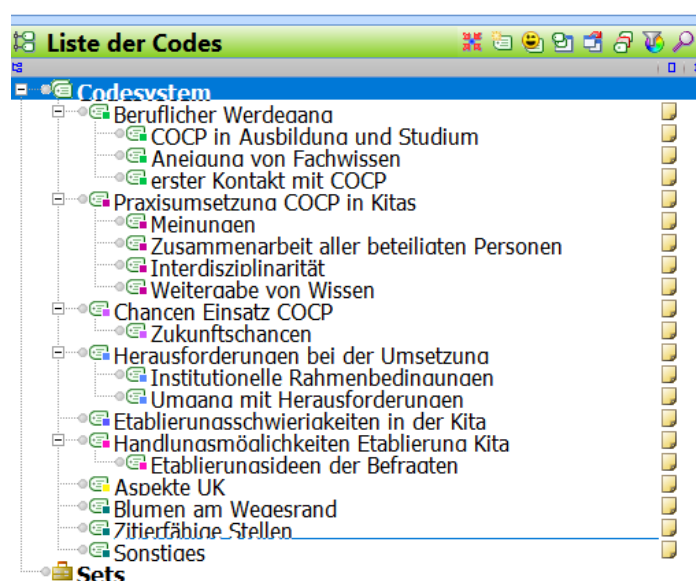 Liste der Codes
Codesystem
Beruflicher Werdegang
COCP in Ausbildung und Studium
Aneignung von Fachwissen
erster Kontakt mit COCP
Praxisumsetzung COCP in Kitas
Meinungen
Zusammenarbeit aller beteiligten Personen
Interdisziplinarität
Weitergabe von Wissen
Chancen Einsatz COCP
Zukunftschancen
Herausforderungen bei der Umsetzung
Institutionelle Rahmenbedingungen
Umgang mit Herausforderungen
Etablierungsschwierigkeiten in der Kita
Handlungsmöglichkeiten Etablierung Kita
Etablierungsideen der Befragten
Aspekte UK
Blumen am Wegesrand
Zitierfähige Stellen
Sonstiges
Sets